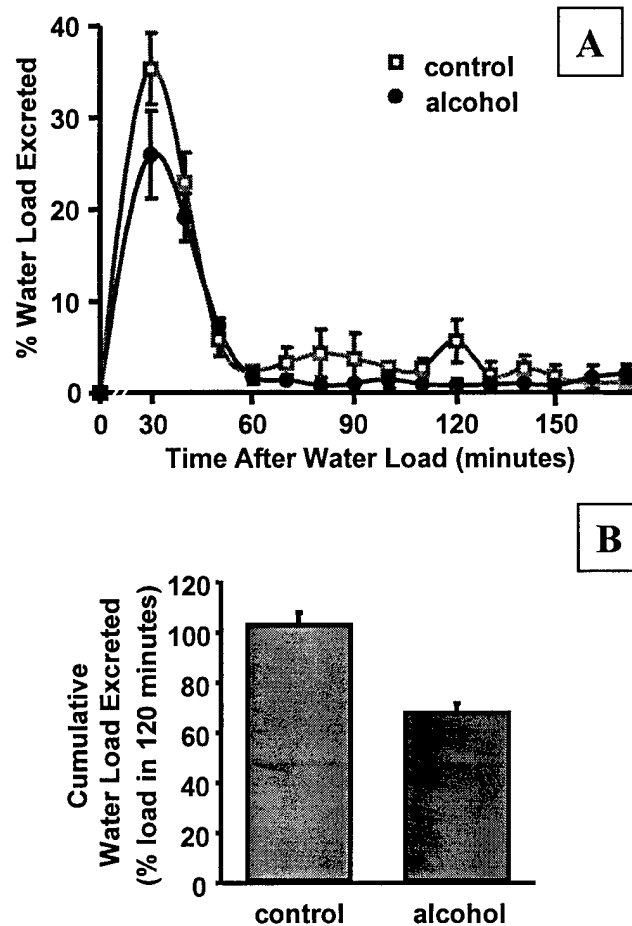 A
control
alcohol
% Water Load Excreted
40
30
20
10
0
0 30 60 90 120 150
Time After Water Load (minutes)
B
Cumulative
Water Load Excreted
(% load in 120 minutes)
120
100
80
60
40
20
0
control alcohol